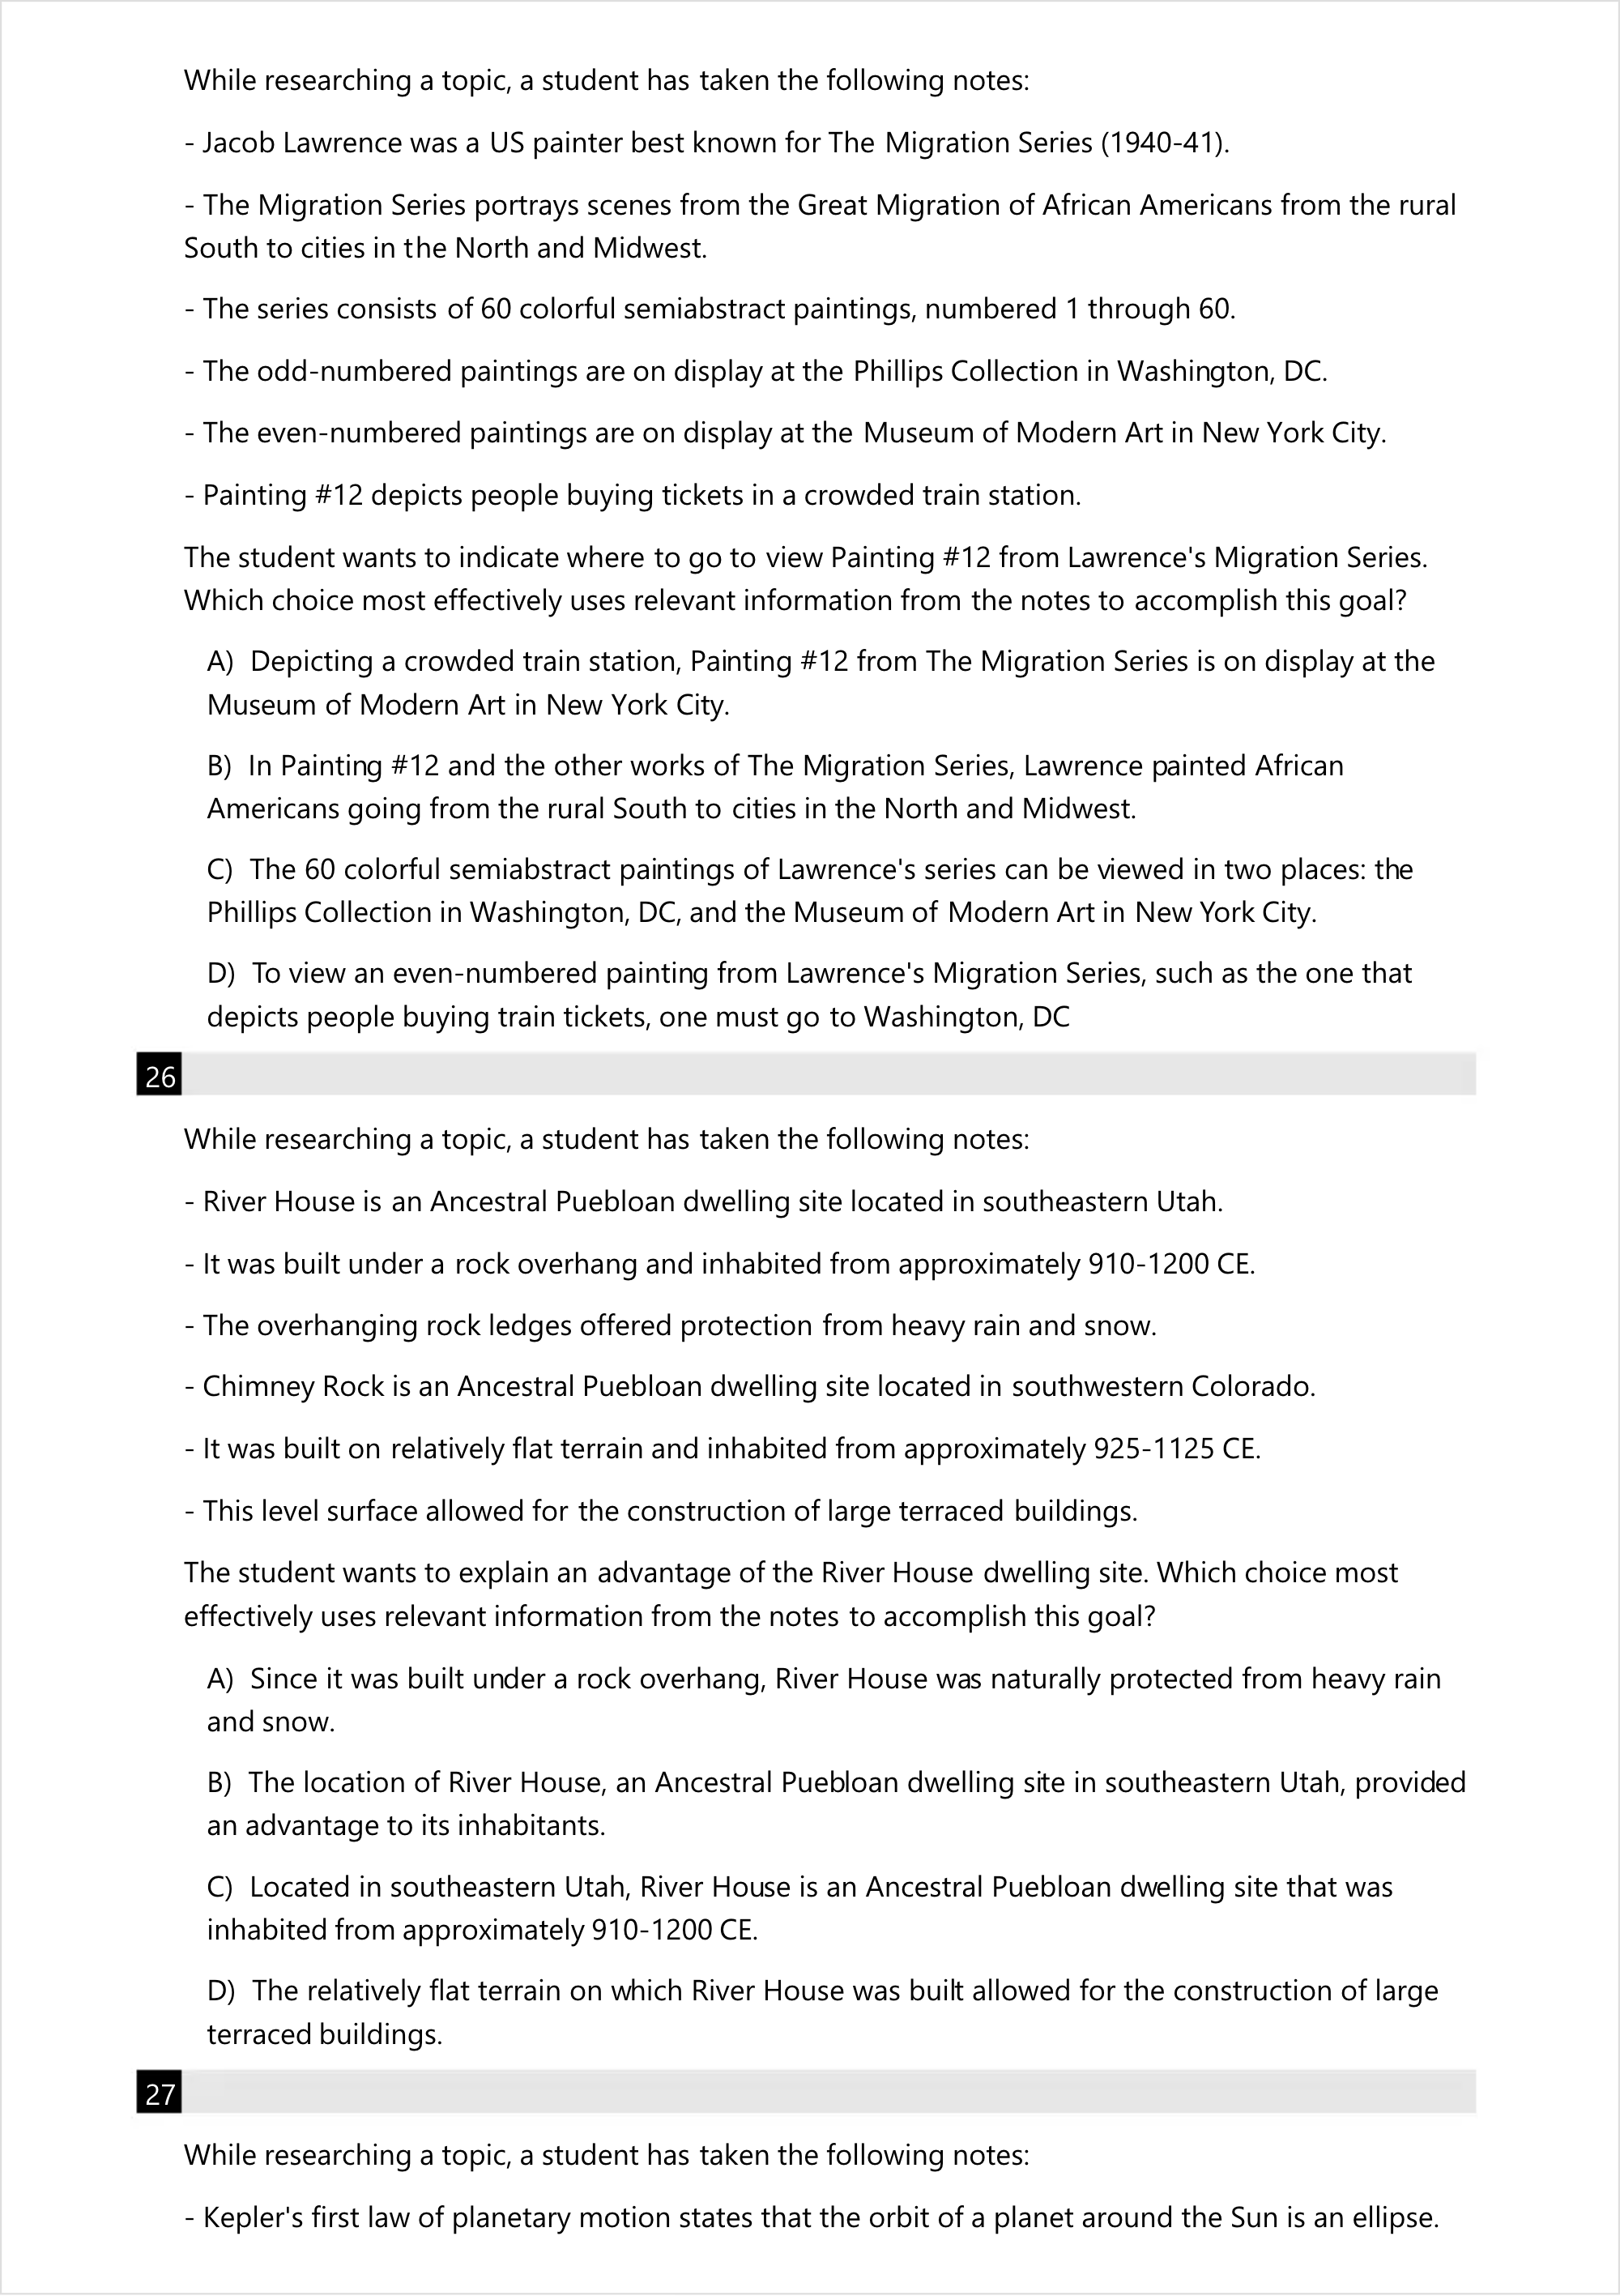 While researching a topic, a student has taken the following notes:
- Jacob Lawrence was a US painter best known for The Migration Series (1940-41).
- The Migration Series portrays scenes from the Great Migration of African Americans from the rural
South to cities in the North and Midwest.
- The series consists of 60 colorful semiabstract paintings, numbered 1 through 60.
- The odd-numbered paintings are on display at the Phillips Collection in Washington, DC.
- The even-numbered paintings are on display at the Museum of Modern Art in New York City.
- Painting #12 depicts people buying tickets in a crowded train station.
The student wants to indicate where to go to view Painting #12 from Lawrence's Migration Series.
Which choice most effectively uses relevant information from the notes to accomplish this goal?
A) Depicting a crowded train station, Painting #12 from The Migration Series is on display at the
Museum of Modern Art in New York City.
B) In Painting #12 and the other works of The Migration Series, Lawrence painted African
Americans going from the rural South to cities in the North and Midwest.
C) The 60 colorful semiabstract paintings of Lawrence's series can be viewed in two places: the
Phillips Collection in Washington, DC, and the Museum of Modern Art in New York City.
D) To view an even-numbered painting from Lawrence's Migration Series, such as the one that
depicts people buying train tickets, one must go to Washington, DC
26
While researching a topic, a student has taken the following notes:
- River House is an Ancestral Puebloan dwelling site located in southeastern Utah.
- It was built under a rock overhang and inhabited from approximately 910-1200 CE.
- The overhanging rock ledges offered protection from heavy rain and snow.
- Chimney Rock is an Ancestral Puebloan dwelling site located in southwestern Colorado.
- It was built on relatively flat terrain and inhabited from approximately 925-1125 CE.
- This level surface allowed for the construction of large terraced buildings.
The student wants to explain an advantage of the River House dwelling site. Which choice most
effectively uses relevant information from the notes to accomplish this goal?
A) Since it was built under a rock overhang, River House was naturally protected from heavy rain
and snow.
B) The location of River House, an Ancestral Puebloan dwelling site in southeastern Utah, provided
an advantage to its inhabitants.
C) Located in southeastern Utah, River House is an Ancestral Puebloan dwelling site that was
inhabited from approximately 910-1200 CE.
D) The relatively flat terrain on which River House was built allowed for the construction of large
terraced buildings.
27
While researching a topic, a student has taken the following notes:
- Kepler's first law of planetary motion states that the orbit of a planet around the Sun is an ellipse.